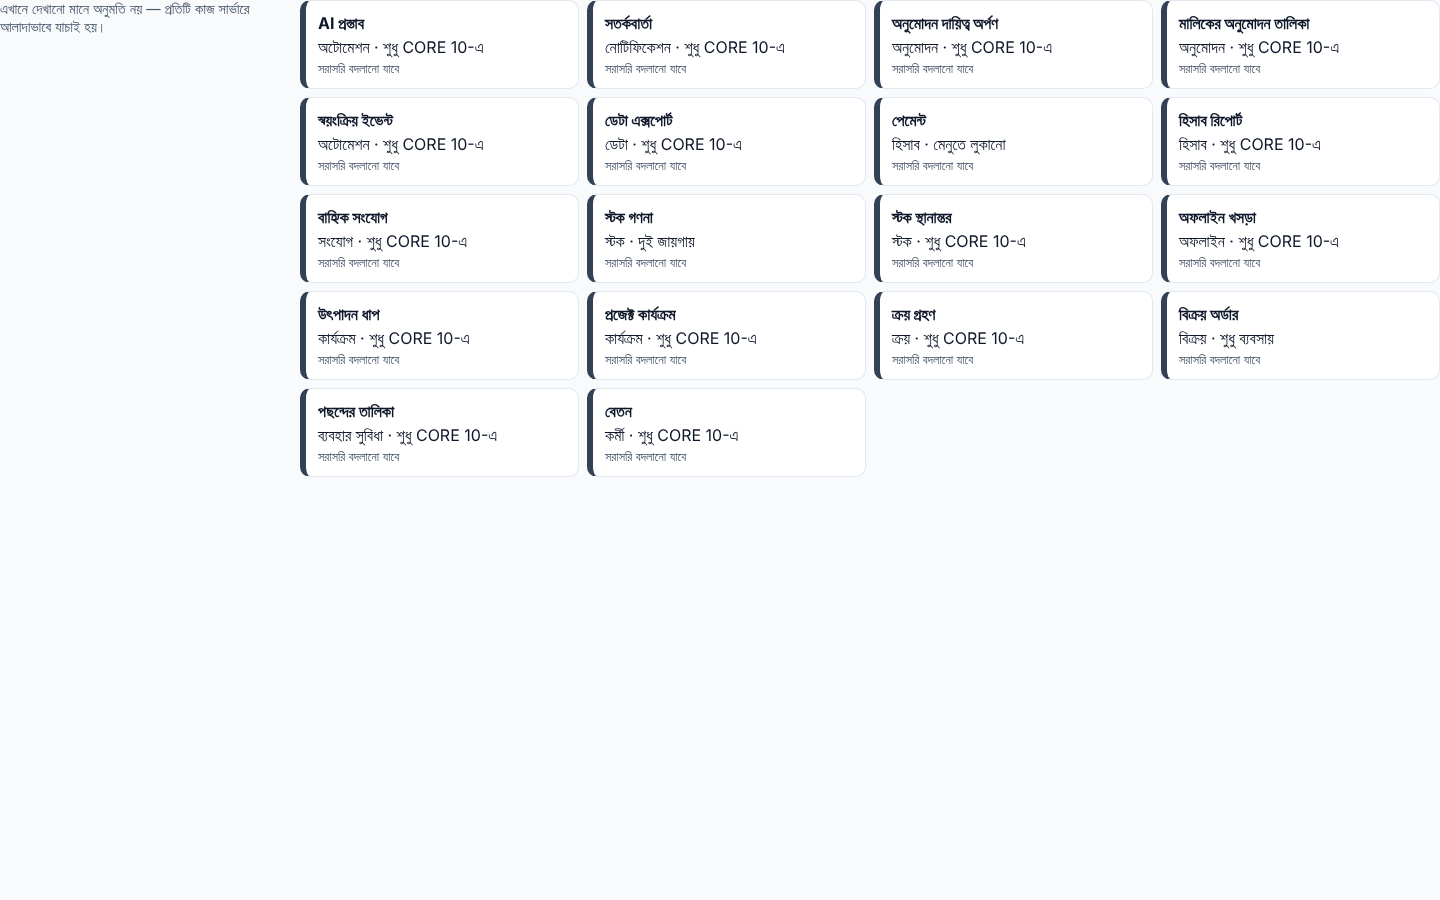 এখানে দেখানো মানে অনুমতি নয় — প্রতিটি কাজ সার্ভারে
আলাদাভাবে যাচাই হয়।
AI প্রস্তাব
অটোমেশন · শুধু CORE 10-এ
সরাসরি বদলানো যাবে
সতর্কবার্তা
নোটিফিকেশন · শুধু CORE 10-এ
সরাসরি বদলানো যাবে
অনুমোদন দায়িত্ব অর্পণ
অনুমোদন · শুধু CORE 10-এ
সরাসরি বদলানো যাবে
মালিকের অনুমোদন তালিকা
অনুমোদন · শুধু CORE 10-এ
সরাসরি বদলানো যাবে
স্বয়ংক্রিয় ইভেন্ট
অটোমেশন · শুধু CORE 10-এ
সরাসরি বদলানো যাবে
ডেটা এক্সপোর্ট
ডেটা · শুধু CORE 10-এ
সরাসরি বদলানো যাবে
পেমেন্ট
হিসাব · মেনুতে লুকানো
সরাসরি বদলানো যাবে
হিসাব রিপোর্ট
হিসাব · শুধু CORE 10-এ
সরাসরি বদলানো যাবে
বাহ্যিক সংযোগ
সংযোগ · শুধু CORE 10-এ
সরাসরি বদলানো যাবে
স্টক গণনা
স্টক · দুই জায়গায়
সরাসরি বদলানো যাবে
স্টক স্থানান্তর
স্টক · শুধু CORE 10-এ
সরাসরি বদলানো যাবে
অফলাইন খসড়া
অফলাইন · শুধু CORE 10-এ
সরাসরি বদলানো যাবে
উৎপাদন ধাপ
কার্যক্রম · শুধু CORE 10-এ
সরাসরি বদলানো যাবে
প্রজেক্ট কার্যক্রম
কার্যক্রম · শুধু CORE 10-এ
সরাসরি বদলানো যাবে
ক্রয় গ্রহণ
ক্রয় · শুধু CORE 10-এ
সরাসরি বদলানো যাবে
বিক্রয় অর্ডার
বিক্রয় · শুধু ব্যবসায়
সরাসরি বদলানো যাবে
পছন্দের তালিকা
ব্যবহার সুবিধা · শুধু CORE 10-এ
সরাসরি বদলানো যাবে
বেতন
কর্মী · শুধু CORE 10-এ
সরাসরি বদলানো যাবে